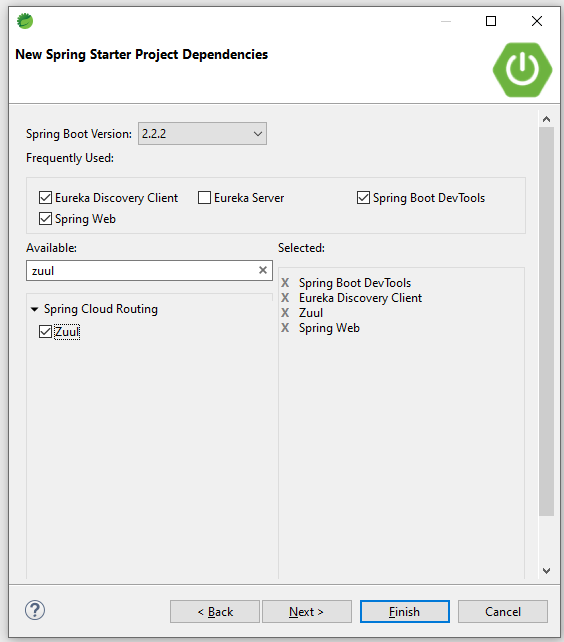 New Spring Starter Project Dependencies
Spring Boot Version: 2.2.2
Frequently Used:
Eureka Discovery Client Eureka Server Spring Boot DevTools
Spring Web
Available: Selected:
zuul
Spring Cloud Routing
Zuul
X Spring Boot DevTools
X Eureka Discovery Client
X Zuul
X Spring Web
? < Back Next > Finish Cancel